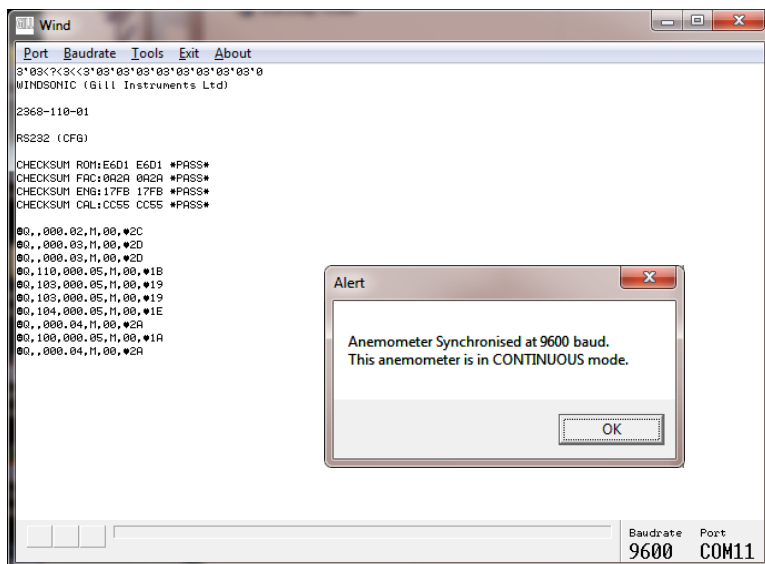 Wind
Port Baudrate Tools Exit About
3'03<?<3<<3'03'03'03'03'03'03'03'03'0
WINDSONIC (Gill Instruments Ltd)
2368-110-01
RS232 (CFG)
CHECKSUM ROM:E6D1 E6D1 *PASS*
CHECKSUM FAC:0A2A 0A2A *PASS*
CHECKSUM ENG:17FB 17FB *PASS*
CHECKSUM CAL:CC55 CC55 *PASS*
☻Q,,000.02,M,00,♥2C
☻Q,,000.03,M,00,♥2D
☻Q,,000.03,M,00,♥2D
☻Q,110,000.05,M,00,♥1B
☻Q,103,000.05,M,00,♥19
☻Q,103,000.05,M,00,♥19
☻Q,104,000.05,M,00,♥1E
☻Q,,000.04,M,00,♥2A
☻Q,100,000.05,M,00,♥1A
☻Q,,000.04,M,00,♥2A
Alert
Anemometer Synchronised at 9600 baud.
This anemometer is in CONTINUOUS mode.
OK
Baudrate Port
9600 COM11